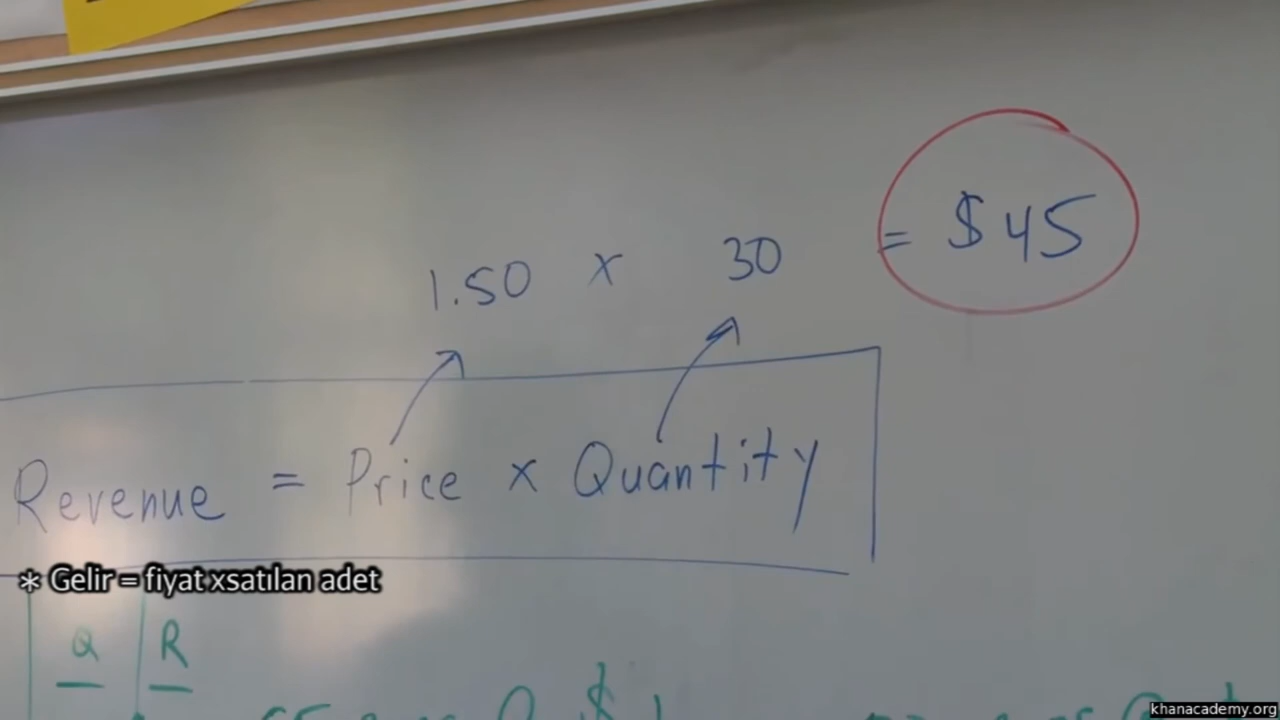 1.50 x 30 = $45
Revenue = Price x Quantity
* Gelir = fiyat xsatılan adet
Q R
khanacademy.org